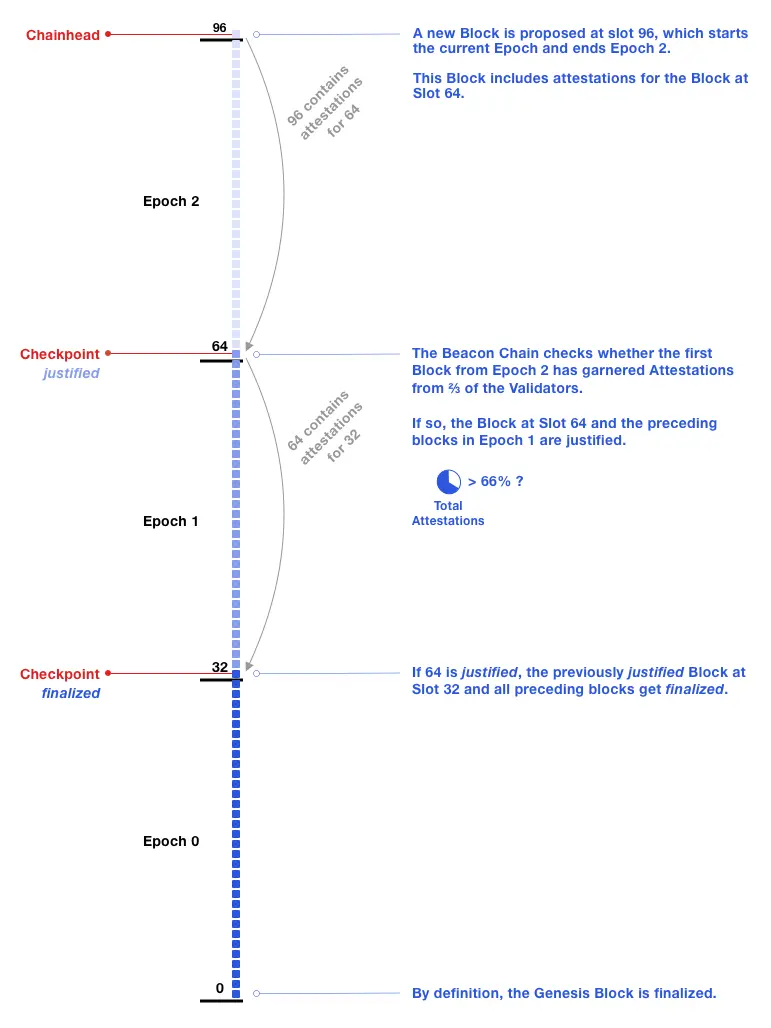 96
Chainhead
A new Block is proposed at slot 96, which starts
the current Epoch and ends Epoch 2.
This Block includes attestations for the Block at
Slot 64.
96 contains
attestations
for 64
Epoch 2
64
Checkpoint
justified
The Beacon Chain checks whether the first
Block from Epoch 2 has garnered Attestations
from ⅔ of the Validators.
If so, the Block at Slot 64 and the preceding
blocks in Epoch 1 are justified.
64 contains
attestations
for 32
> 66% ?
Total
Attestations
Epoch 1
32
Checkpoint
finalized
If 64 is justified, the previously justified Block at
Slot 32 and all preceding blocks get finalized.
Epoch 0
0
By definition, the Genesis Block is finalized.